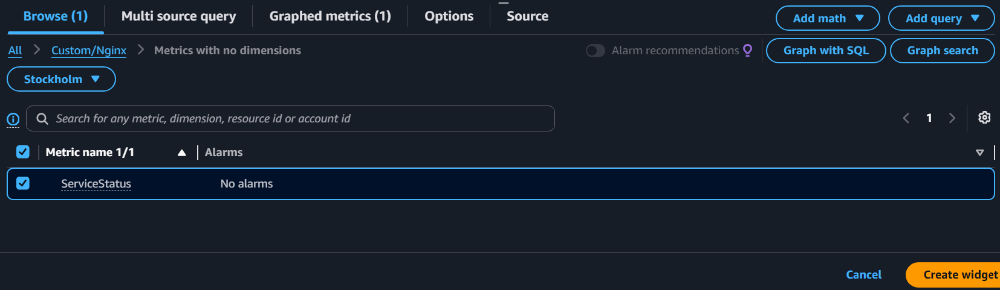 Browse (1) Multi source query Graphed metrics (1) Options Source Add math Add query
All Custom/Nginx Metrics with no dimensions Alarm recommendations Graph with SQL Graph search
Stockholm
Search for any metric, dimension, resource id or account id 1
Metric name 1/1 Alarms
ServiceStatus No alarms
Cancel Create widget